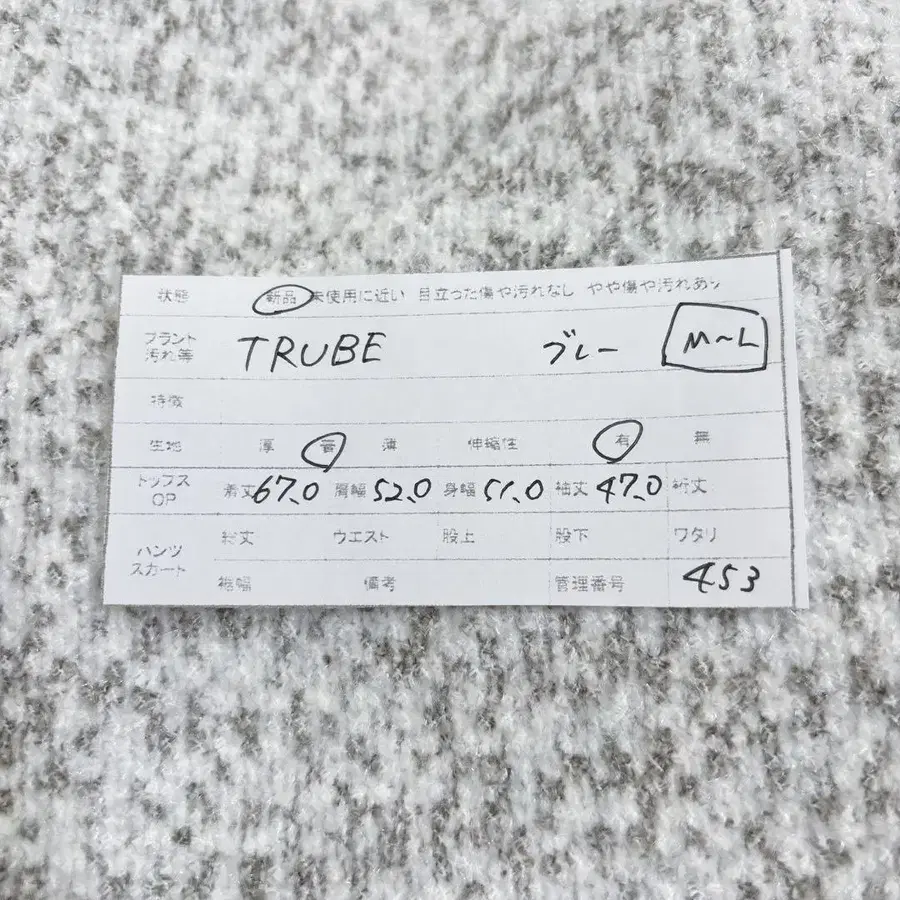 状態 新品 未使用に近い 目立った傷や汚れなし やや傷や汚れあり
ブランド
汚れ等 TRUBE ブレー M〜L
特徴
生地 厚 普 薄 伸縮性 有 無
トップス
OP 着丈 67.0 肩幅 52.0 身幅 51.0 袖丈 47.0 裄丈
パンツ
スカート 総丈 ウエスト 股上 股下 ワタリ
裾幅 備考 管理番号 453